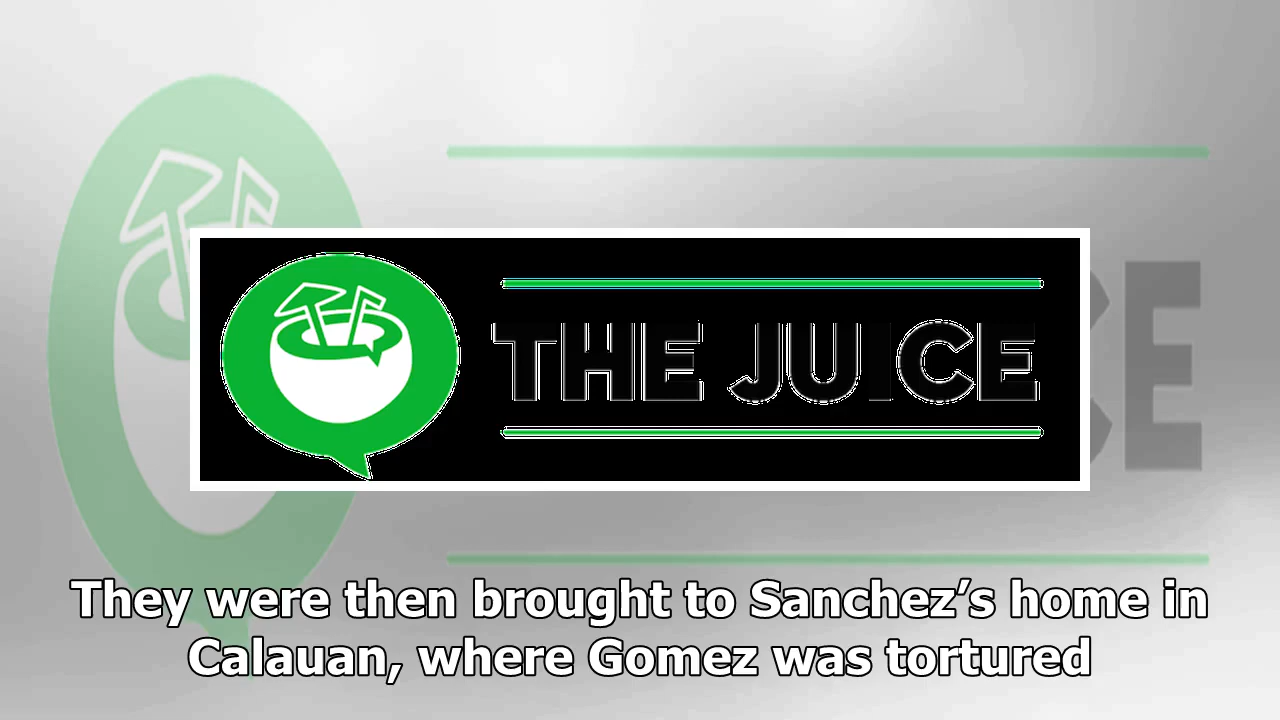 THE JUICE
They were then brought to Sanchez’s home in
Calauan, where Gomez was tortured